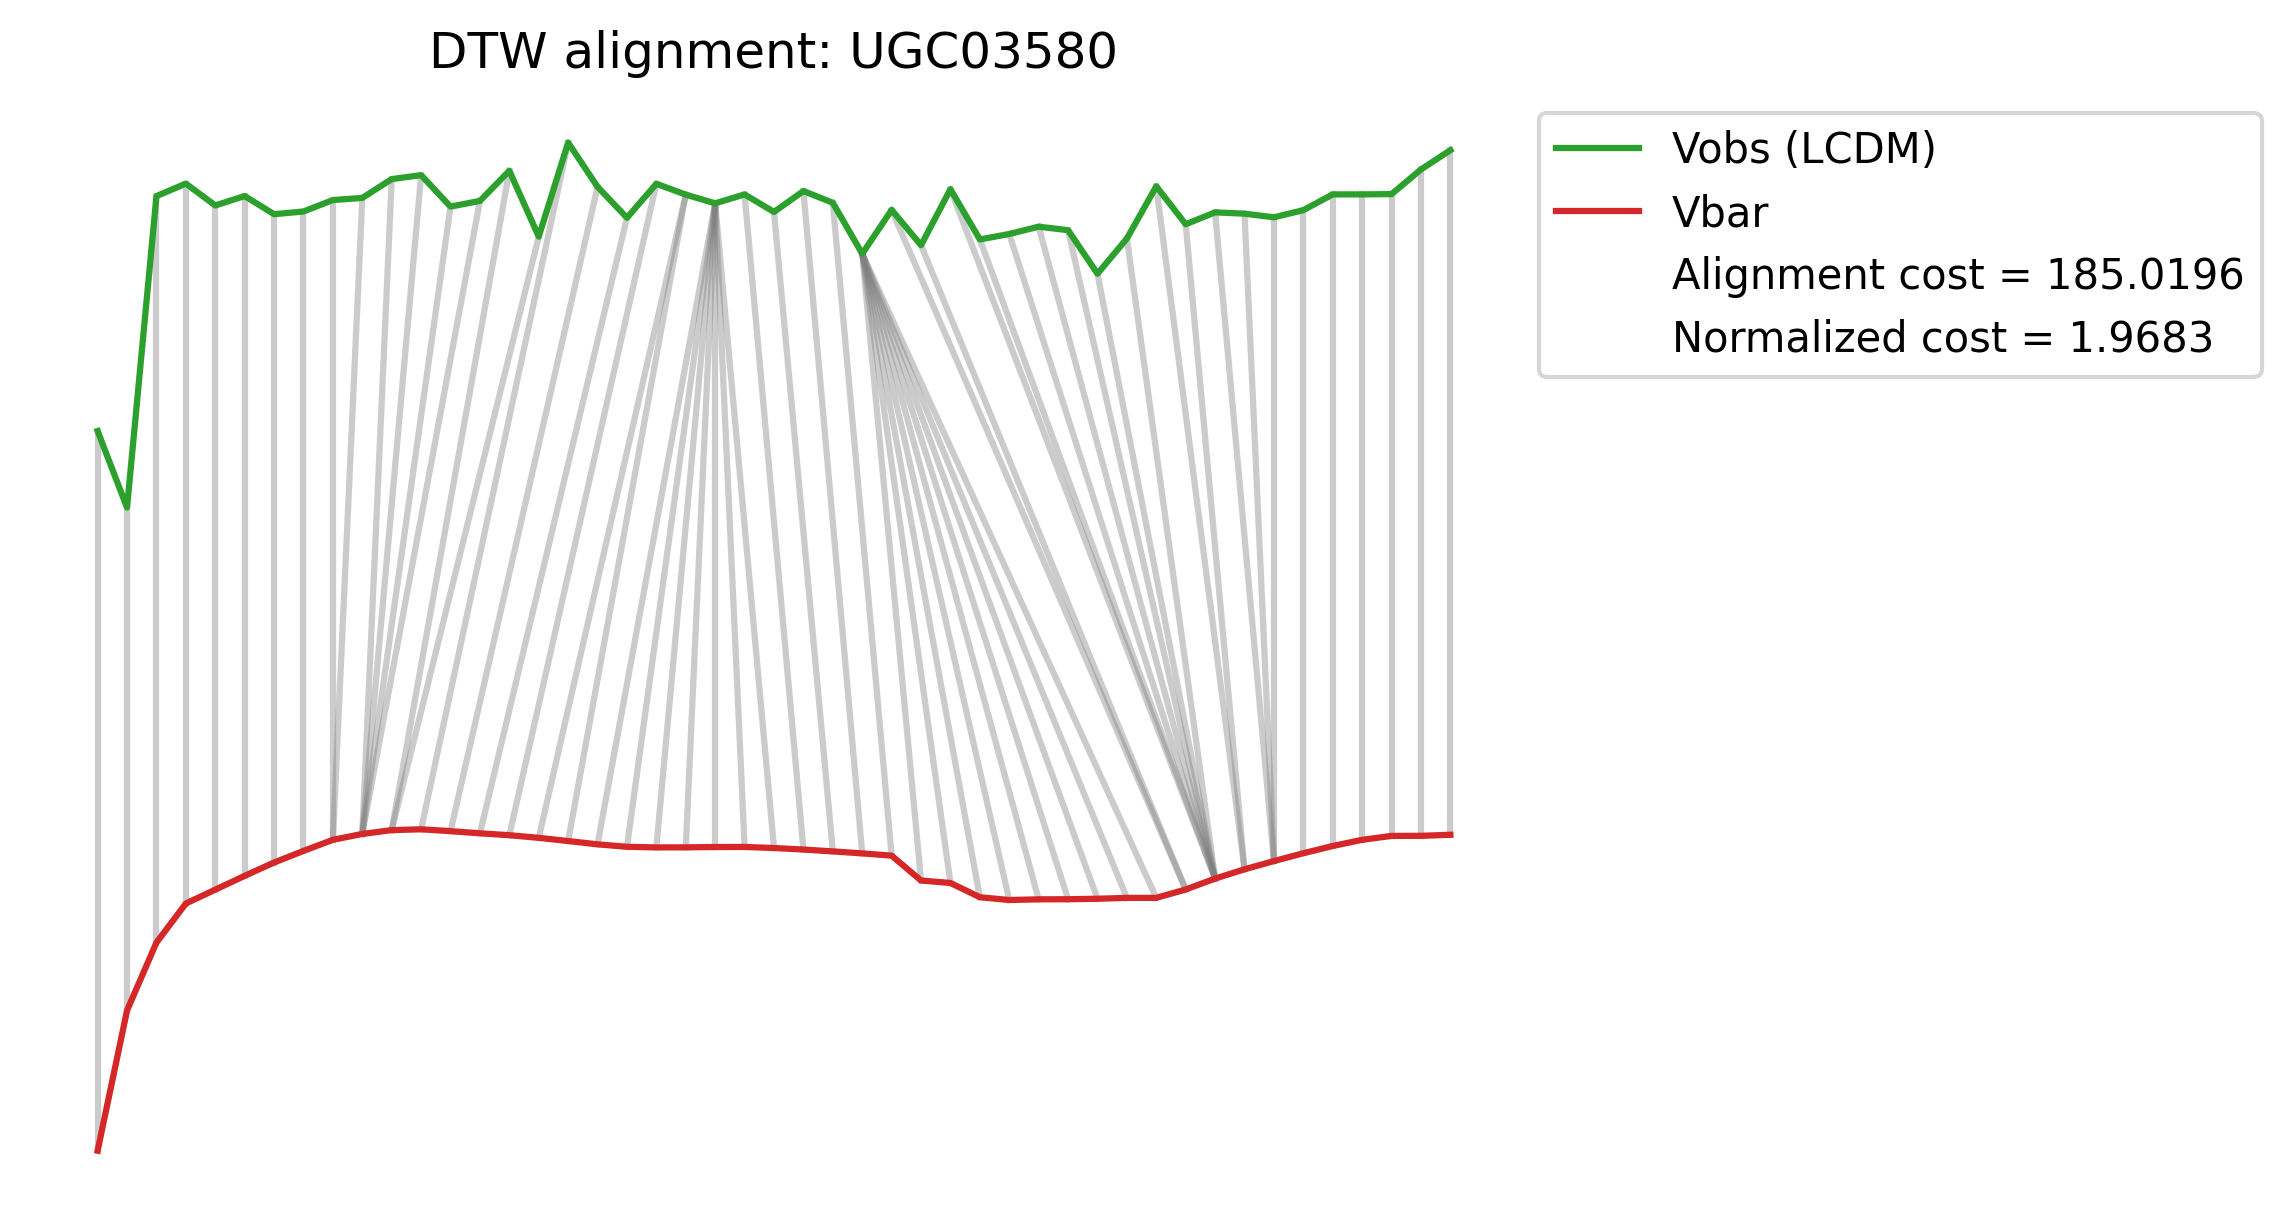 DTW alignment: UGC03580
Vobs (LCDM)
Vbar
Alignment cost = 185.0196
Normalized cost = 1.9683